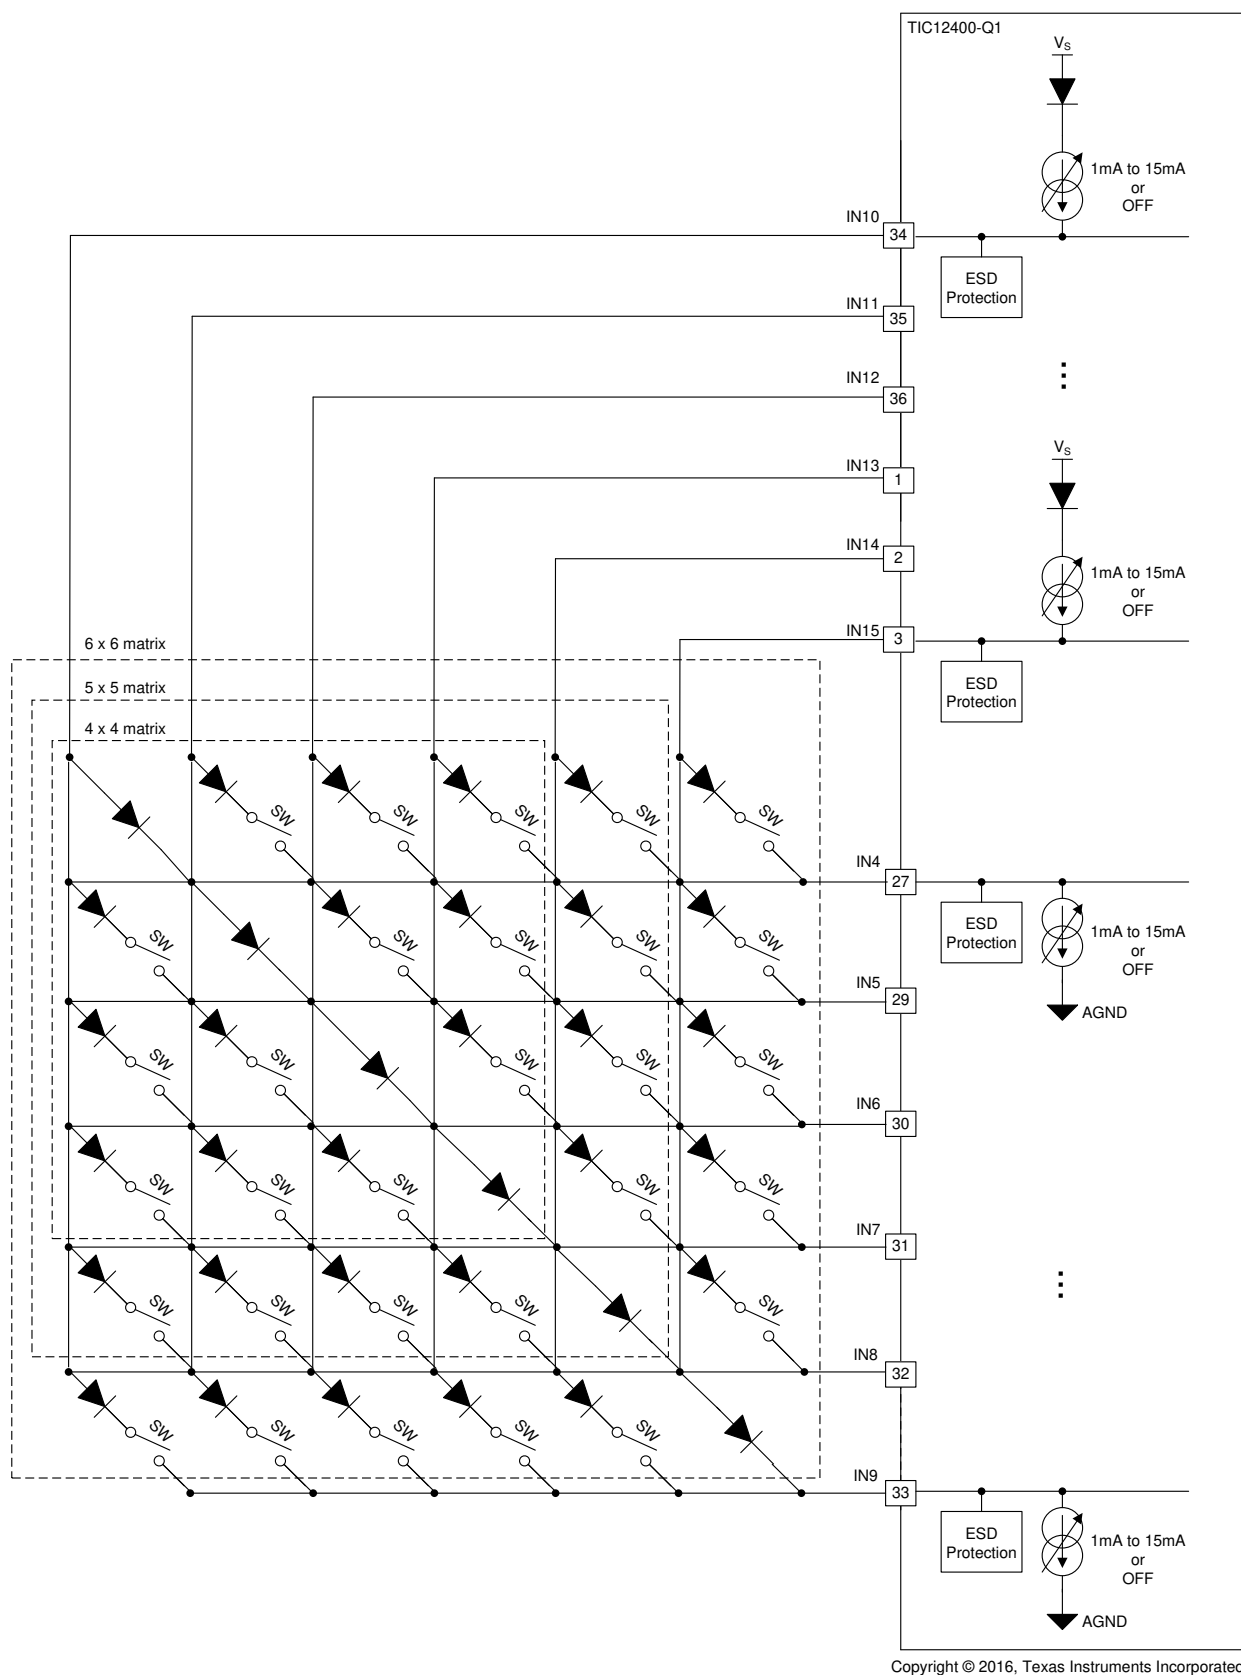 TIC12400-Q1
VS
1mA to 15mA
or
OFF
IN10
34
ESD
Protection
IN11
35
IN12
36
VS
IN13
1
IN14
2
1mA to 15mA
or
OFF
IN15
3
6 x 6 matrix
ESD
Protection
5 x 5 matrix
4 x 4 matrix
SW SW SW SW SW
IN4
27
ESD
Protection
1mA to 15mA
or
OFF
SW SW SW SW SW
IN5
29
AGND
SW SW SW SW SW
IN6
30
SW SW SW SW SW
IN7
31
SW SW SW SW SW
IN8
32
SW SW SW SW SW
IN9
33
ESD
Protection
1mA to 15mA
or
OFF
AGND
Copyright © 2016, Texas Instruments Incorporated